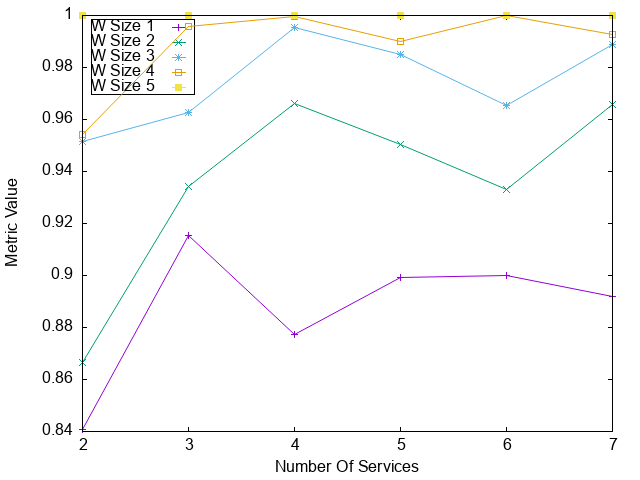 1
0.98
0.96
0.94
0.92
0.9
0.88
0.86
0.84
Metric Value
W Size 1
W Size 2
W Size 3
W Size 4
W Size 5
2 3 4 5 6 7
Number Of Services